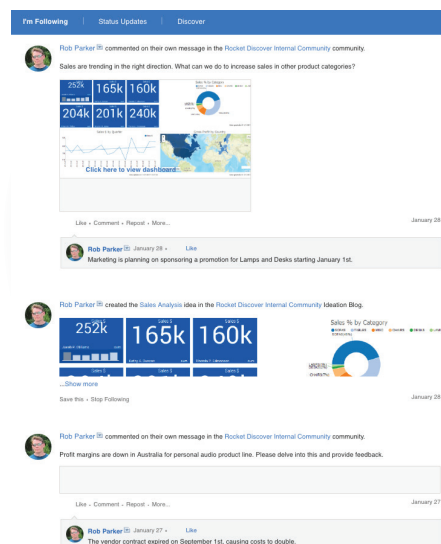 I'm Following
Status Updates
Discover
Rob Parker commented on their own message in the Rocket Discover Internal Community community.
Sales are trending in the right direction. What can we do to increase sales in other product categories?
252k
165k
160k
204k
201k
240k
Click here to view dashboard
Like • Comment • Repost • More...
January 28
Rob Parker January 28 • Like
Marketing is planning on sponsoring a promotion for Lamps and Desks starting January 1st.
Rob Parker created the Sales Analysis idea in the Rocket Discover Internal Community Ideation Blog.
252k
165k
160k
Sales % by Category
...Show more
Save this • Stop Following
January 28
Rob Parker commented on their own message in the Rocket Discover Internal Community community.
Profit margins are down in Australia for personal audio product line. Please delve into this and provide feedback.
Like • Comment • Repost • More...
January 27
Rob Parker January 27 • Like
The vendor contract expired on September 1st, causing costs to double.